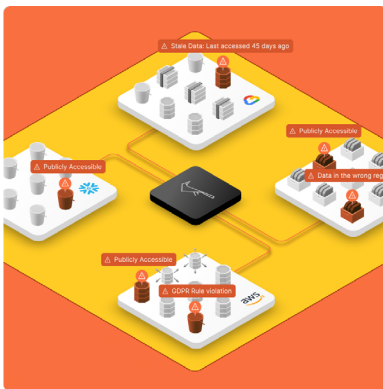 Stale Data: Last accessed 45 days ago
Publicly Accessible
Publicly Accessible
Data in the wrong reg
Publicly Accessible
GDPR Rule violation
aws